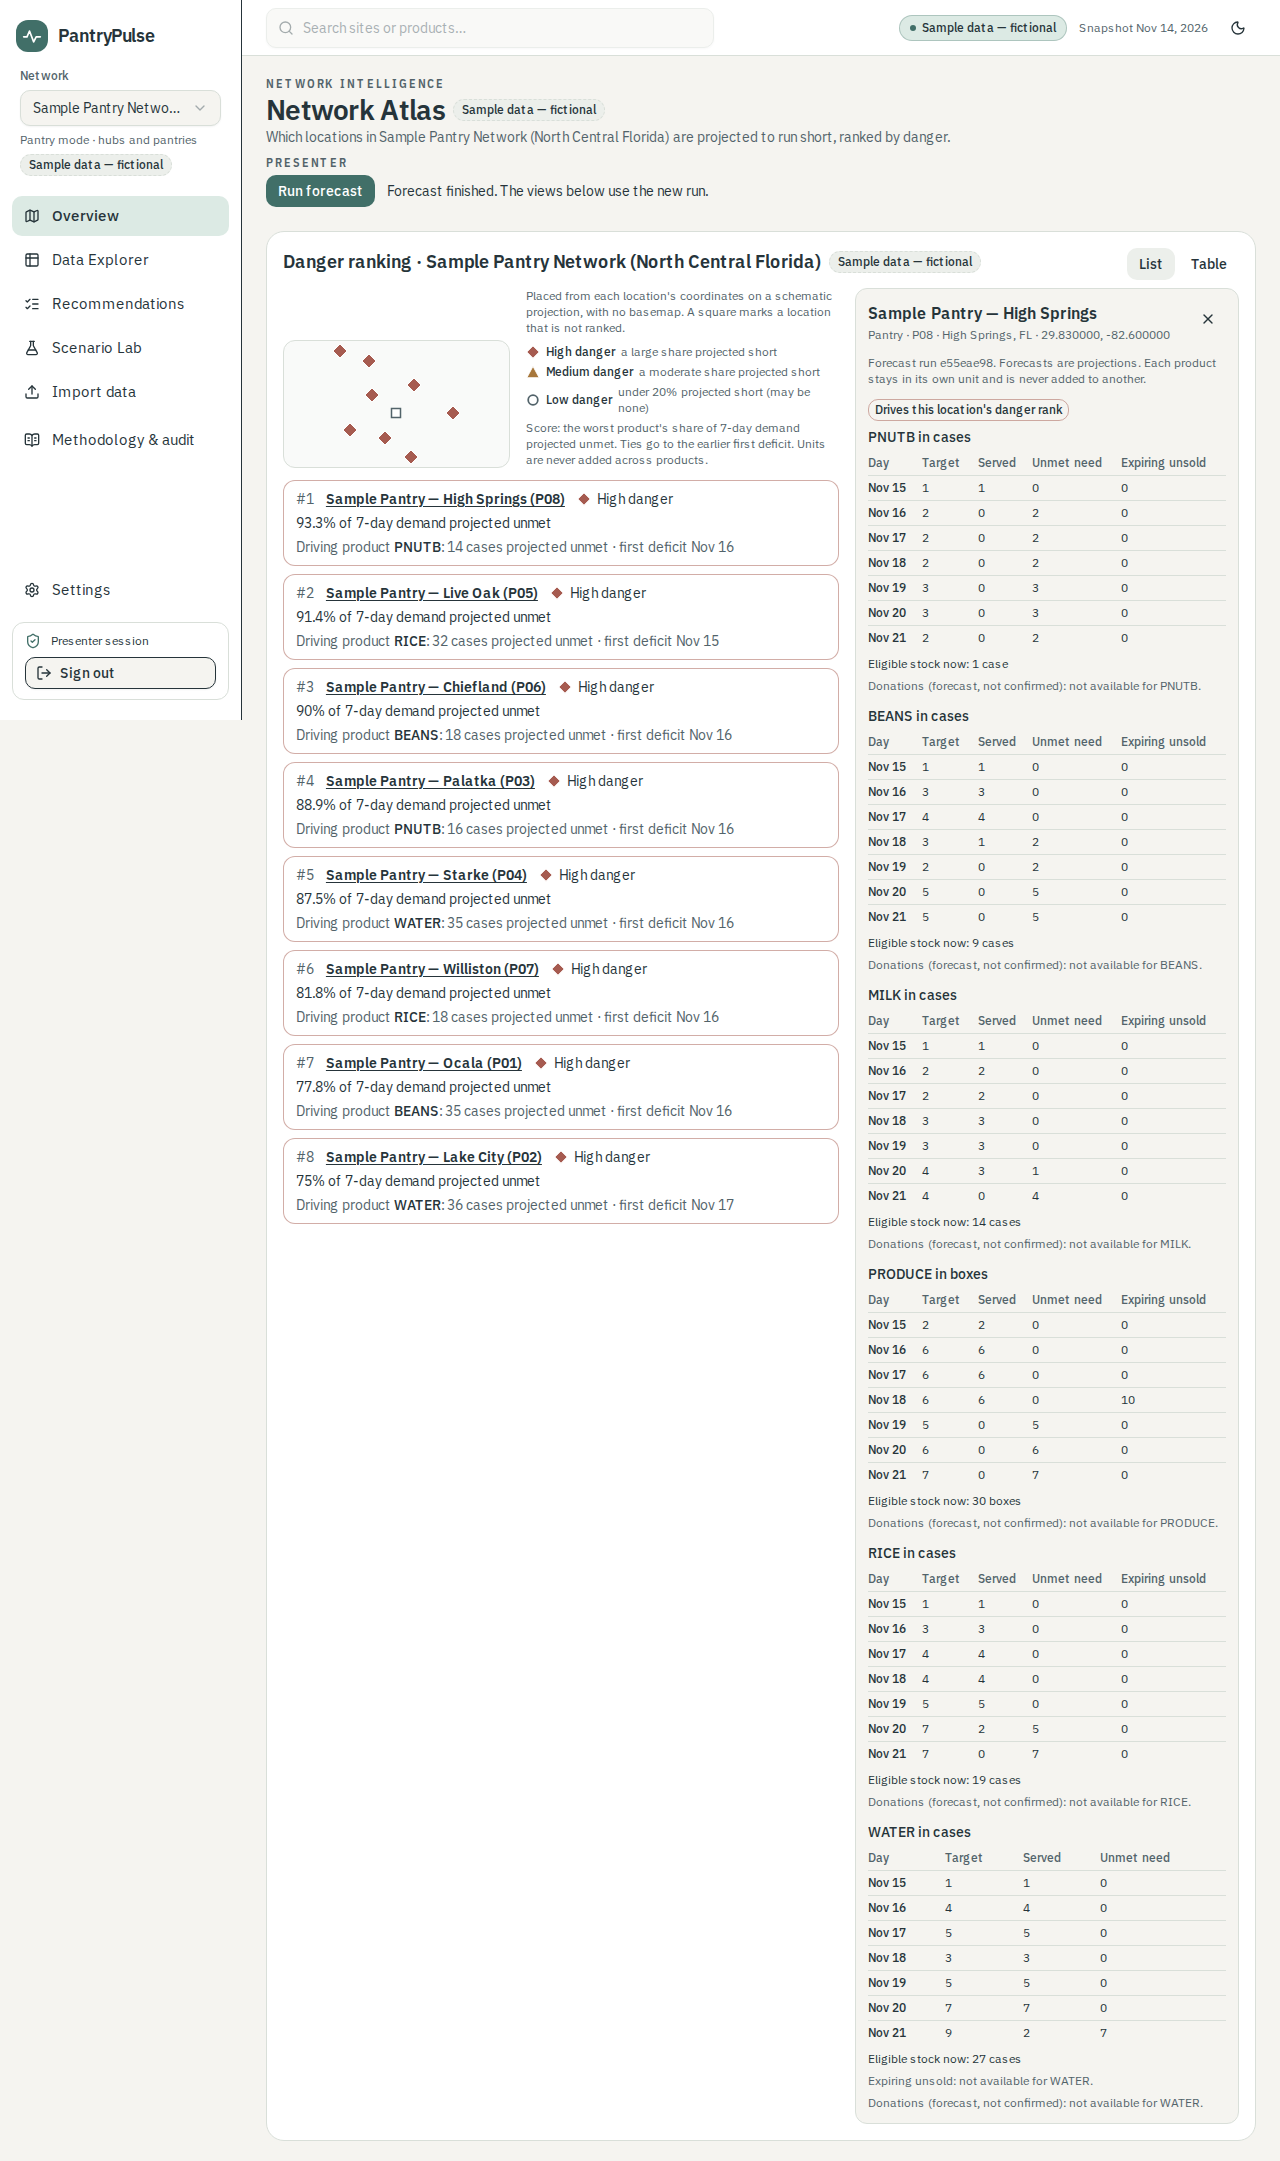 PantryPulse
Network
Sample Pantry Netwo...
Pantry mode · hubs and pantries
Sample data — fictional
Overview
Data Explorer
Recommendations
Scenario Lab
Import data
Methodology & audit
Settings
Presenter session
Sign out
Search sites or products...
Sample data — fictional
Snapshot Nov 14, 2026
NETWORK INTELLIGENCE
Network Atlas
Sample data — fictional
Which locations in Sample Pantry Network (North Central Florida) are projected to run short, ranked by danger.
PRESENTER
Run forecast
Forecast finished. The views below use the new run.
Danger ranking · Sample Pantry Network (North Central Florida)
Sample data — fictional
List
Table
Placed from each location's coordinates on a schematic
projection, with no basemap. A square marks a location
that is not ranked.
High danger a large share projected short
Medium danger a moderate share projected short
Low danger under 20% projected short (may be
none)
Score: the worst product's share of 7-day demand
projected unmet. Ties go to the earlier first deficit. Units
are never added across products.
#1 Sample Pantry — High Springs (P08) High danger
93.3% of 7-day demand projected unmet
Driving product PNUTB: 14 cases projected unmet · first deficit Nov 16
#2 Sample Pantry — Live Oak (P05) High danger
91.4% of 7-day demand projected unmet
Driving product RICE: 32 cases projected unmet · first deficit Nov 15
#3 Sample Pantry — Chiefland (P06) High danger
90% of 7-day demand projected unmet
Driving product BEANS: 18 cases projected unmet · first deficit Nov 16
#4 Sample Pantry — Palatka (P03) High danger
88.9% of 7-day demand projected unmet
Driving product PNUTB: 16 cases projected unmet · first deficit Nov 16
#5 Sample Pantry — Starke (P04) High danger
87.5% of 7-day demand projected unmet
Driving product WATER: 35 cases projected unmet · first deficit Nov 16
#6 Sample Pantry — Williston (P07) High danger
81.8% of 7-day demand projected unmet
Driving product RICE: 18 cases projected unmet · first deficit Nov 16
#7 Sample Pantry — Ocala (P01) High danger
77.8% of 7-day demand projected unmet
Driving product BEANS: 35 cases projected unmet · first deficit Nov 16
#8 Sample Pantry — Lake City (P02) High danger
75% of 7-day demand projected unmet
Driving product WATER: 36 cases projected unmet · first deficit Nov 17
Sample Pantry — High Springs
Pantry · P08 · High Springs, FL · 29.830000, -82.600000
Forecast run e55eae98. Forecasts are projections. Each product
stays in its own unit and is never added to another.
Drives this location's danger rank
PNUTB in cases
Day Target Served Unmet need Expiring unsold
Nov 15 1 1 0 0
Nov 16 2 0 2 0
Nov 17 2 0 2 0
Nov 18 2 0 2 0
Nov 19 3 0 3 0
Nov 20 3 0 3 0
Nov 21 2 0 2 0
Eligible stock now: 1 case
Donations (forecast, not confirmed): not available for PNUTB.
BEANS in cases
Day Target Served Unmet need Expiring unsold
Nov 15 1 1 0 0
Nov 16 3 3 0 0
Nov 17 4 4 0 0
Nov 18 3 1 2 0
Nov 19 2 0 2 0
Nov 20 5 0 5 0
Nov 21 5 0 5 0
Eligible stock now: 9 cases
Donations (forecast, not confirmed): not available for BEANS.
MILK in cases
Day Target Served Unmet need Expiring unsold
Nov 15 1 1 0 0
Nov 16 2 2 0 0
Nov 17 2 2 0 0
Nov 18 3 3 0 0
Nov 19 3 3 0 0
Nov 20 4 3 1 0
Nov 21 4 0 4 0
Eligible stock now: 14 cases
Donations (forecast, not confirmed): not available for MILK.
PRODUCE in boxes
Day Target Served Unmet need Expiring unsold
Nov 15 2 2 0 0
Nov 16 6 6 0 0
Nov 17 6 6 0 0
Nov 18 6 6 0 10
Nov 19 5 0 5 0
Nov 20 6 0 6 0
Nov 21 7 0 7 0
Eligible stock now: 30 boxes
Donations (forecast, not confirmed): not available for PRODUCE.
RICE in cases
Day Target Served Unmet need Expiring unsold
Nov 15 1 1 0 0
Nov 16 3 3 0 0
Nov 17 4 4 0 0
Nov 18 4 4 0 0
Nov 19 5 5 0 0
Nov 20 7 2 5 0
Nov 21 7 0 7 0
Eligible stock now: 19 cases
Donations (forecast, not confirmed): not available for RICE.
WATER in cases
Day Target Served Unmet need
Nov 15 1 1 0
Nov 16 4 4 0
Nov 17 5 5 0
Nov 18 3 3 0
Nov 19 5 5 0
Nov 20 7 7 0
Nov 21 9 2 7
Eligible stock now: 27 cases
Expiring unsold: not available for WATER.
Donations (forecast, not confirmed): not available for WATER.